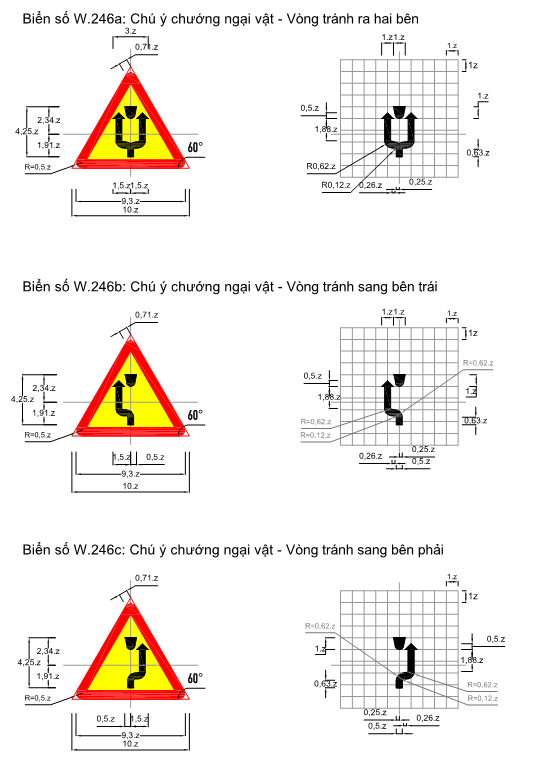 Biển số W.246a: Chú ý chướng ngại vật - Vòng tránh ra hai bên
3.z
0,71.z
2,34.z
4,25.z
1,91.z
R=0,5.z
60°
1,5.z 1,5.z
9,3.z
10.z
1.z 1.z
1.z
1z
0,5.z
1.z
1,88.z
0,63.z
R0,62.z
R0,12.z
0,26.z
0,25.z
Biển số W.246b: Chú ý chướng ngại vật - Vòng tránh sang bên trái
0,71.z
2,34.z
4,25.z
1,91.z
R=0,5.z
60°
1,5.z
0,5.z
9,3.z
10.z
1.z 1.z
1.z
1z
R=0,62.z
0,5.z
1.z
1,88.z
0,63.z
R=0,62.z
R=0,12.z
0,25.z
0,26.z
0,5.z
Biển số W.246c: Chú ý chướng ngại vật - Vòng tránh sang bên phải
0,71.z
2,34.z
4,25.z
1,91.z
R=0,5.z
60°
0,5.z
1,5.z
9,3.z
10.z
1.z
1z
R=0,62.z
0,5.z
1.z
1,88.z
0,63.z
R=0,62.z
R=0,12.z
0,25.z
0,26.z
0,5.z